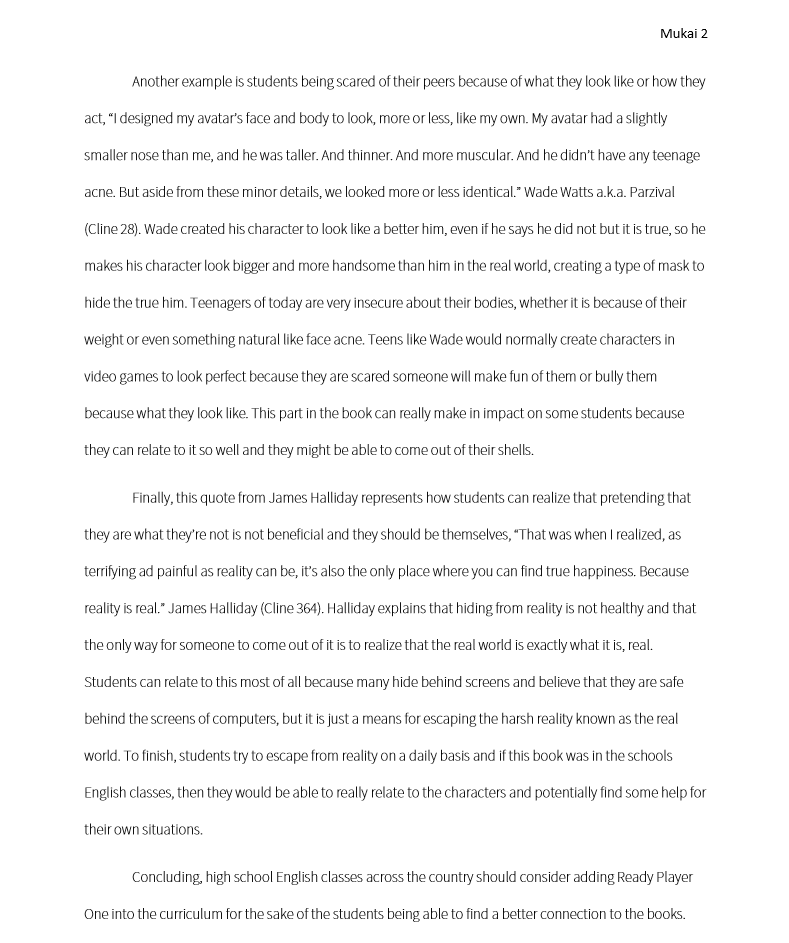 Mukai 2
Another example is students being scared of their peers because of what they look like or how they
act, “I designed my avatar’s face and body to look, more or less, like my own. My avatar had a slightly
smaller nose than me, and he was taller. And thinner. And more muscular. And he didn’t have any teenage
acne. But aside from these minor details, we looked more or less identical.” Wade Watts a.k.a. Parzival
(Cline 28). Wade created his character to look like a better him, even if he says he did not but it is true, so he
makes his character look bigger and more handsome than him in the real world, creating a type of mask to
hide the true him. Teenagers of today are very insecure about their bodies, whether it is because of their
weight or even something natural like face acne. Teens like Wade would normally create characters in
video games to look perfect because they are scared someone will make fun of them or bully them
because what they look like. This part in the book can really make in impact on some students because
they can relate to it so well and they might be able to come out of their shells.
Finally, this quote from James Halliday represents how students can realize that pretending that
they are what they’re not is not beneficial and they should be themselves, “That was when I realized, as
terrifying ad painful as reality can be, it’s also the only place where you can find true happiness. Because
reality is real.” James Halliday (Cline 364). Halliday explains that hiding from reality is not healthy and that
the only way for someone to come out of it is to realize that the real world is exactly what it is, real.
Students can relate to this most of all because many hide behind screens and believe that they are safe
behind the screens of computers, but it is just a means for escaping the harsh reality known as the real
world. To finish, students try to escape from reality on a daily basis and if this book was in the schools
English classes, then they would be able to really relate to the characters and potentially find some help for
their own situations.
Concluding, high school English classes across the country should consider adding Ready Player
One into the curriculum for the sake of the students being able to find a better connection to the books.